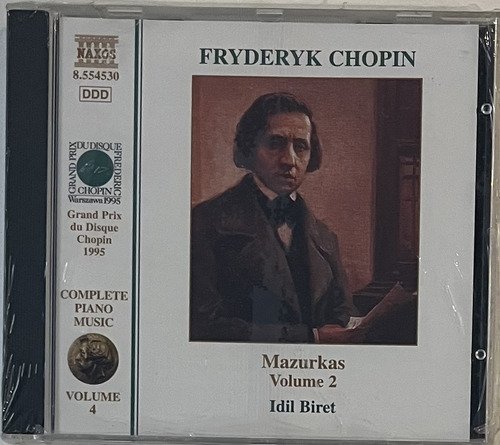 NAXOS
8.554530
DDD
GRAND PRIX DU DISQUE FREDERIC CHOPIN
Warszawa 1995
Grand Prix
du Disque
Chopin
1995
COMPLETE
PIANO
MUSIC
VOLUME
4
FRYDERYK CHOPIN
Mazurkas
Volume 2
Idil Biret